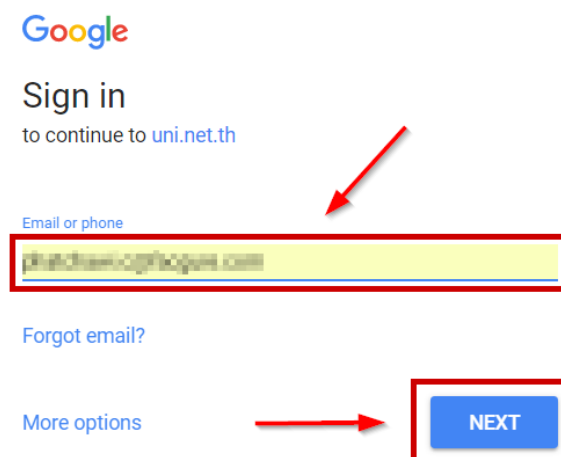 Google
Sign in
to continue to uni.net.th
Email or phone
Forgot email?
More options
NEXT